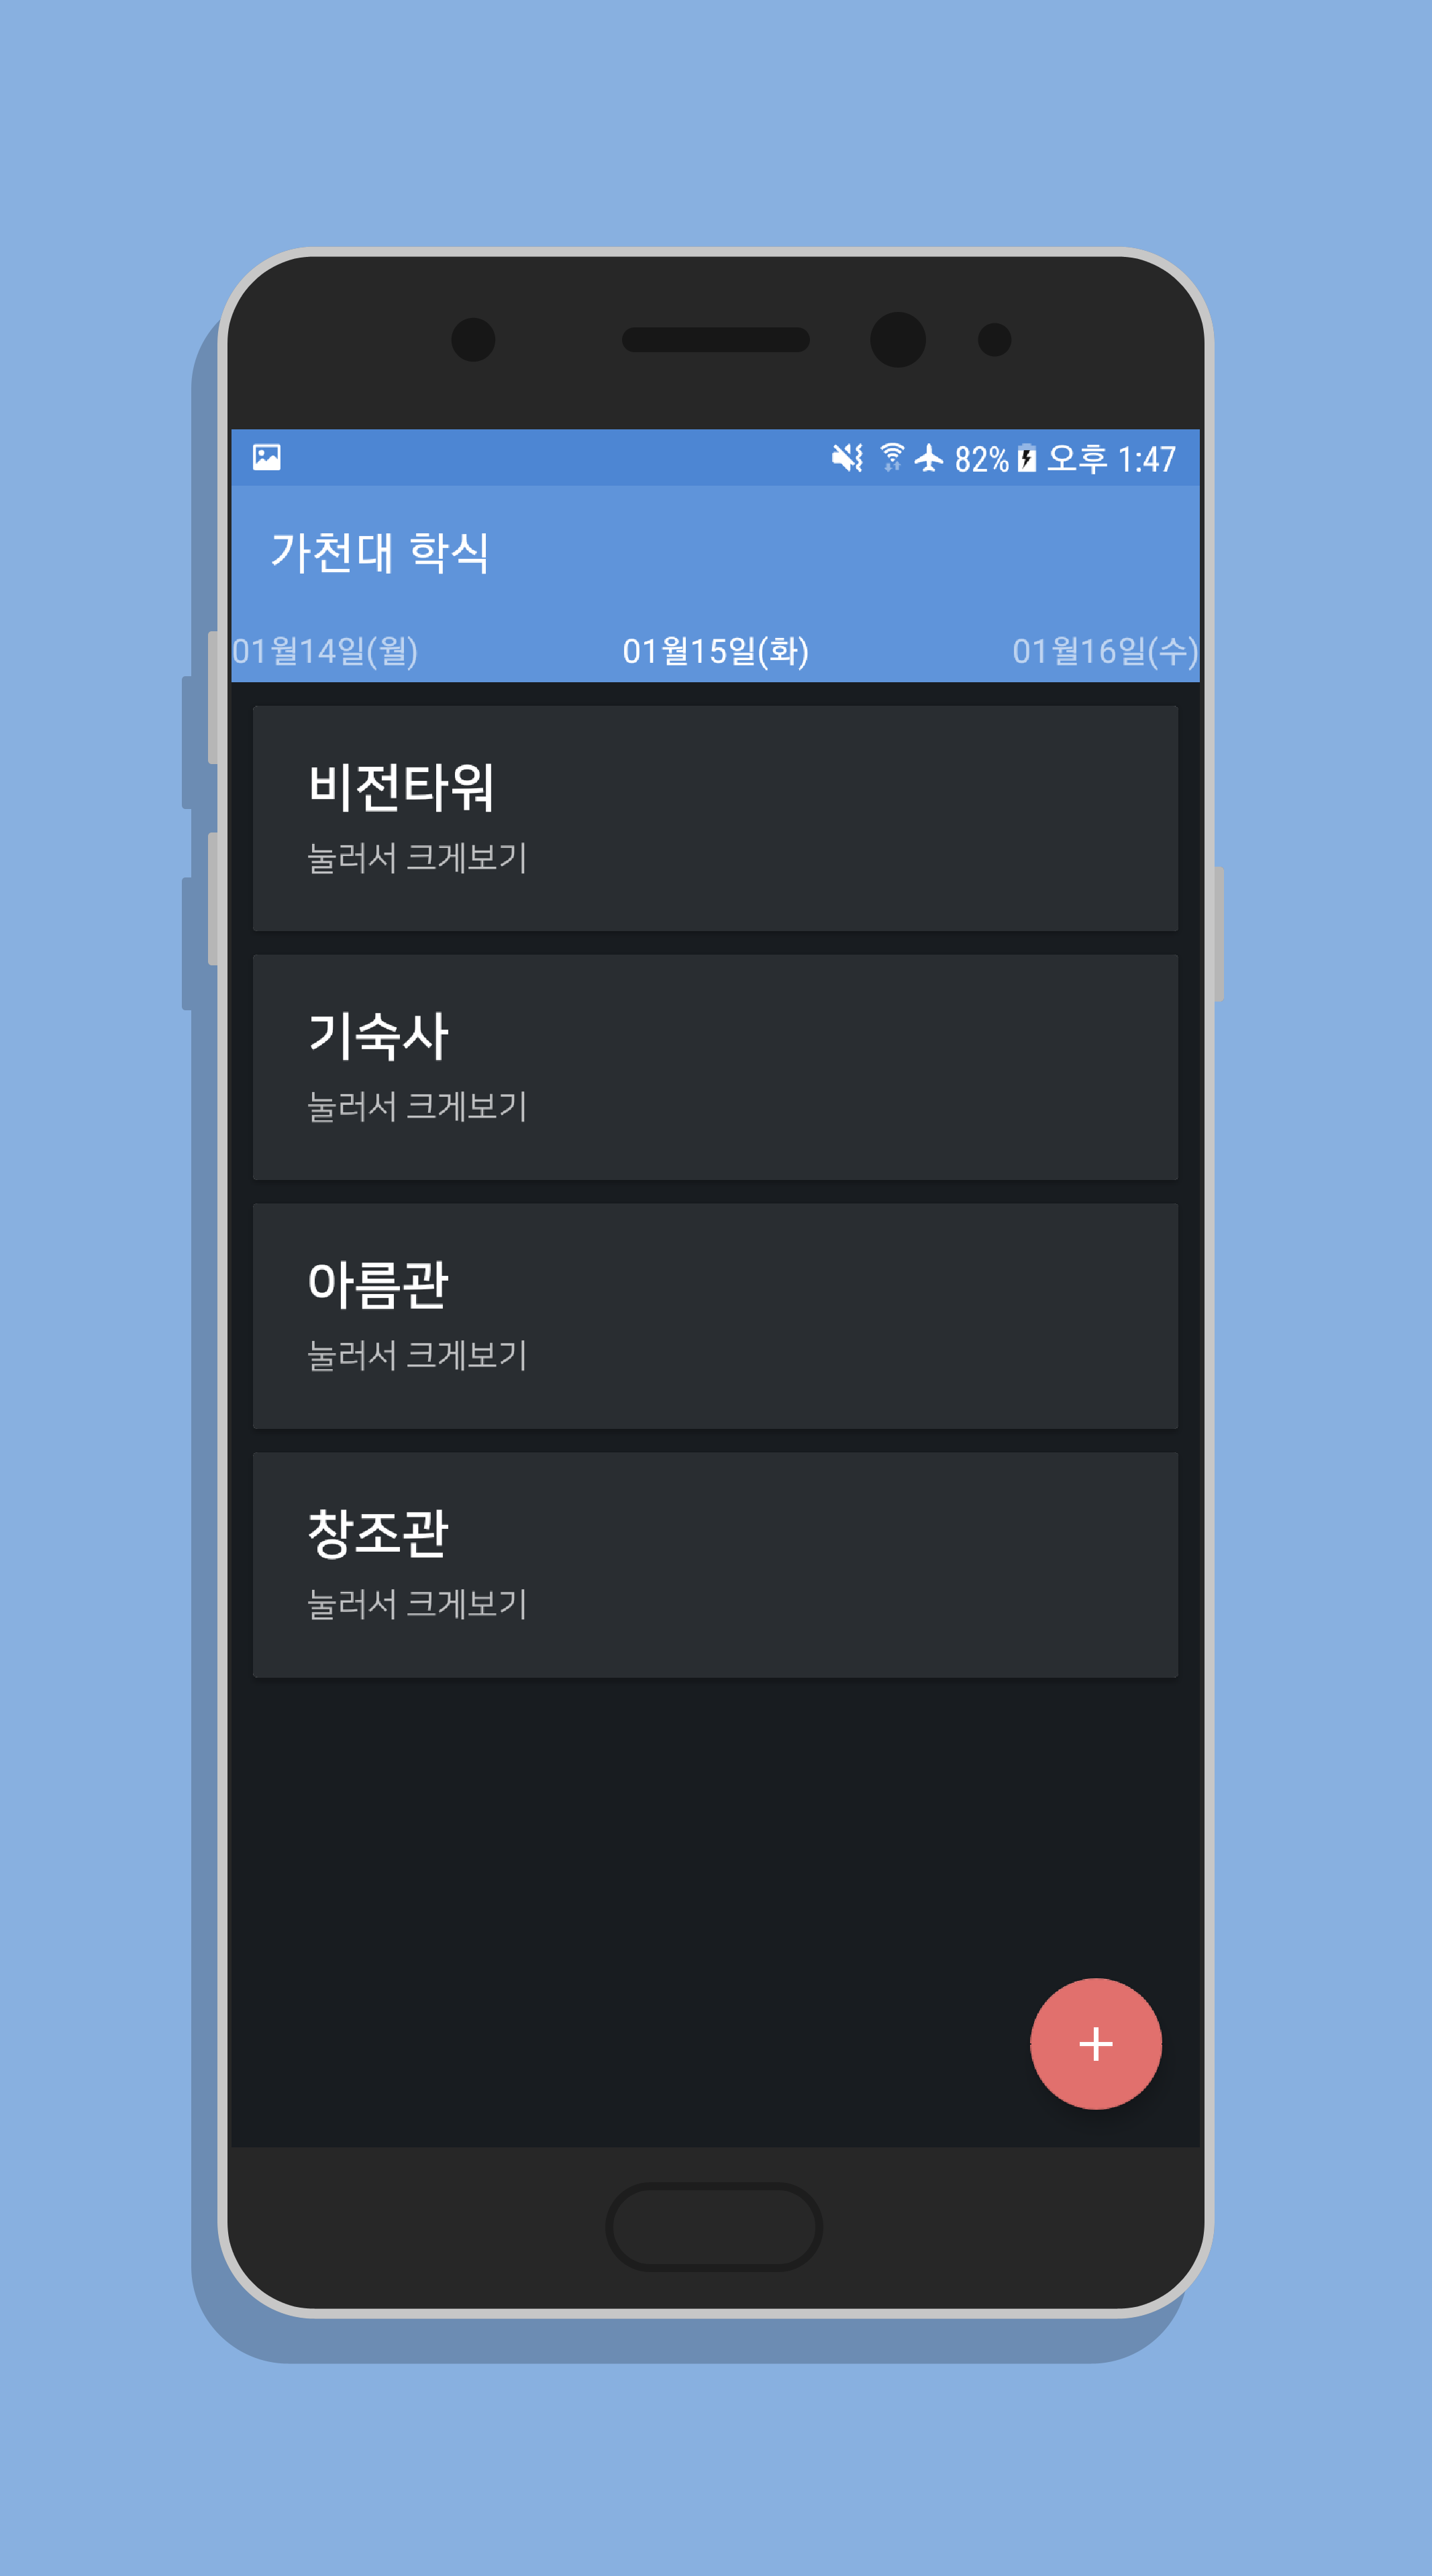 82% 오후 1:47
가천대 학식
01월14일(월) 01월15일(화) 01월16일(수)
비전타워
눌러서 크게보기
기숙사
눌러서 크게보기
아름관
눌러서 크게보기
창조관
눌러서 크게보기
+